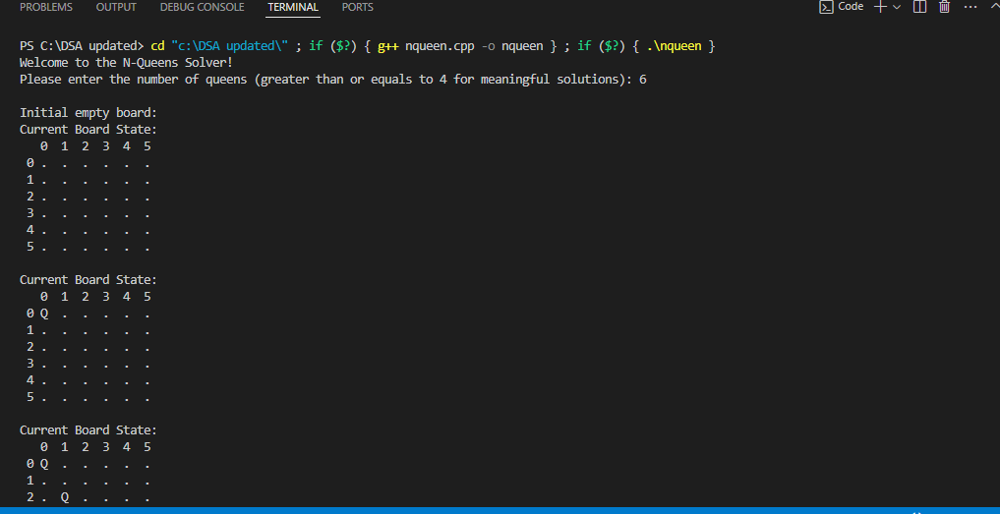 PROBLEMS OUTPUT DEBUG CONSOLE TERMINAL PORTS Code
PS C:\DSA updated> cd "c:\DSA updated\" ; if ($?) { g++ nqueen.cpp -o nqueen } ; if ($?) { .\nqueen }
Welcome to the N-Queens Solver!
Please enter the number of queens (greater than or equals to 4 for meaningful solutions): 6

Initial empty board:
Current Board State:
   0  1  2  3  4  5
 0 .  .  .  .  .  .
 1 .  .  .  .  .  .
 2 .  .  .  .  .  .
 3 .  .  .  .  .  .
 4 .  .  .  .  .  .
 5 .  .  .  .  .  .

Current Board State:
   0  1  2  3  4  5
 0 Q  .  .  .  .  .
 1 .  .  .  .  .  .
 2 .  .  .  .  .  .
 3 .  .  .  .  .  .
 4 .  .  .  .  .  .
 5 .  .  .  .  .  .

Current Board State:
   0  1  2  3  4  5
 0 Q  .  .  .  .  .
 1 .  .  .  .  .  .
 2 .  Q  .  .  .  .